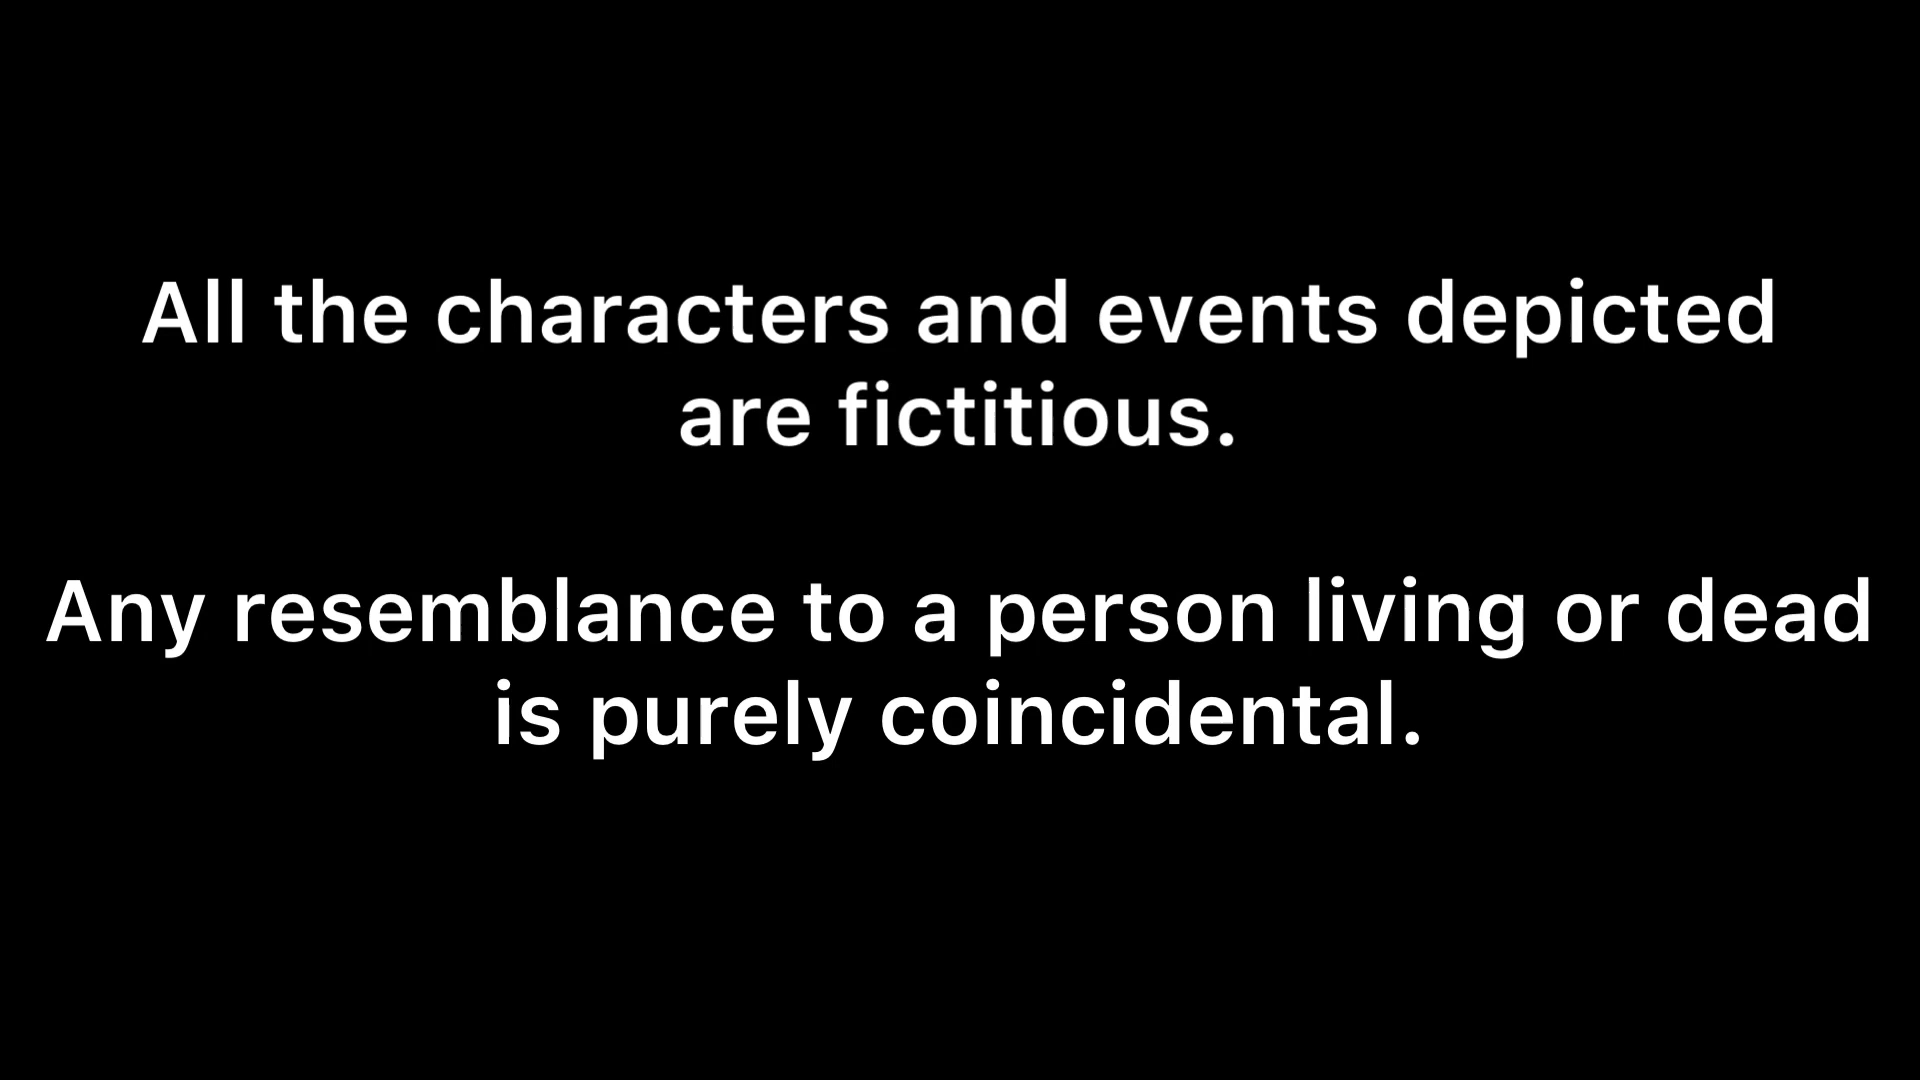 All the characters and events depicted
are fictitious.
Any resemblance to a person living or dead
is purely coincidental.